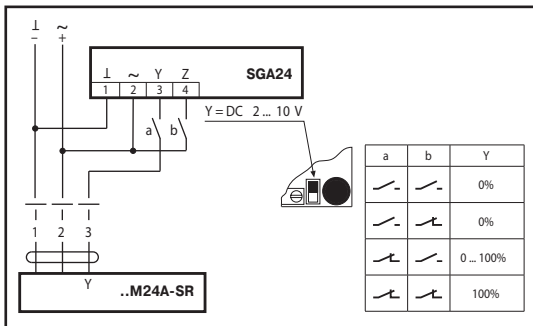 ⊥ ~
– +
SGA24
⊥ ~ Y Z
1 2 3 4
Y = DC 2 ... 10 V
a b
a b Y
0%
0%
0 ... 100%
100%
1 2 3
Y
..M24A-SR